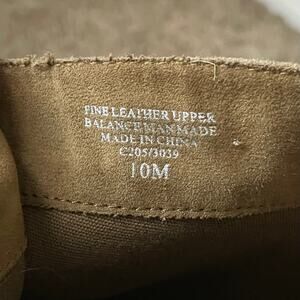 FINE LEATHER UPPER
BALANCE MAN MADE
MADE IN CHINA
C205/3039
10M